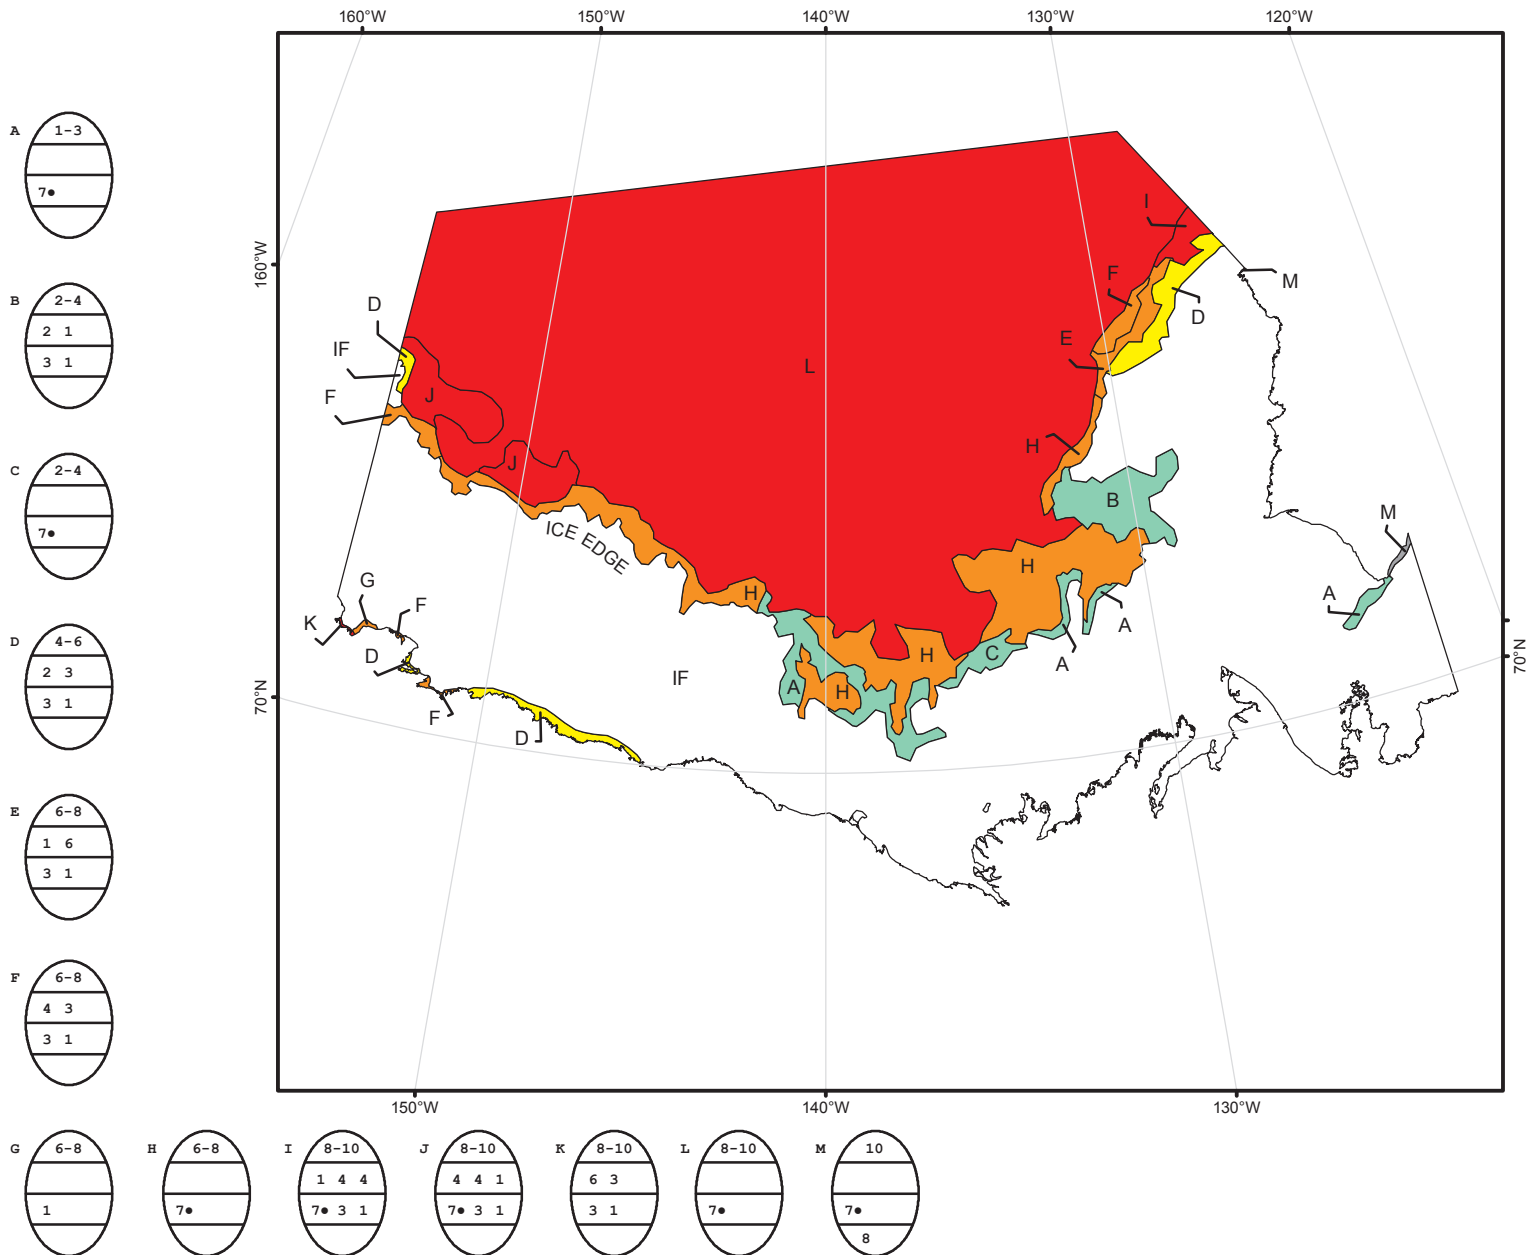 160°W 150°W 140°W 130°W 120°W
A 1-3
7●
B 2-4
2 1
3 1
C 2-4
7●
D 4-6
2 3
3 1
E 6-8
1 6
3 1
F 6-8
4 3
3 1
G 6-8
1
H 6-8
7●
I 8-10
1 4 4
7● 3 1
J 8-10
4 4 1
7● 3 1
K 8-10
6 3
3 1
L 8-10
7●
M 10
7●
8
160°W
70°N
70°N
150°W 140°W 130°W
I
M
F
D
D
E
IF
L
F
J
H
J
B
M
ICE EDGE
H
G
H
A
F
K
A
D
H
C
A
IF
A
H
F
D